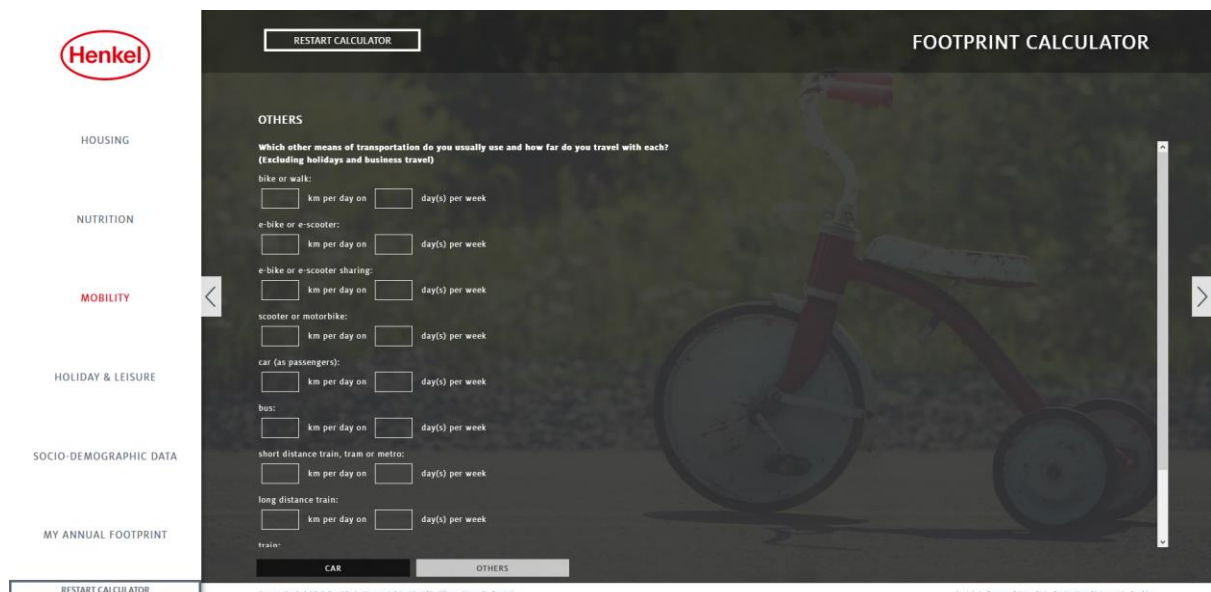 Henkel
RESTART CALCULATOR
FOOTPRINT CALCULATOR
HOUSING
NUTRITION
MOBILITY
HOLIDAY & LEISURE
SOCIO-DEMOGRAPHIC DATA
MY ANNUAL FOOTPRINT
RESTART CALCULATOR
OTHERS
Which other means of transportation do you usually use and how far do you travel with each?
(Excluding holidays and business travel)
bike or walk:
km per day on day(s) per week
e-bike or e-scooter:
km per day on day(s) per week
e-bike or e-scooter sharing:
km per day on day(s) per week
scooter or motorbike:
km per day on day(s) per week
car (as passengers):
km per day on day(s) per week
bus:
km per day on day(s) per week
short distance train, tram or metro:
km per day on day(s) per week
long distance train:
km per day on day(s) per week
train:
CAR
OTHERS